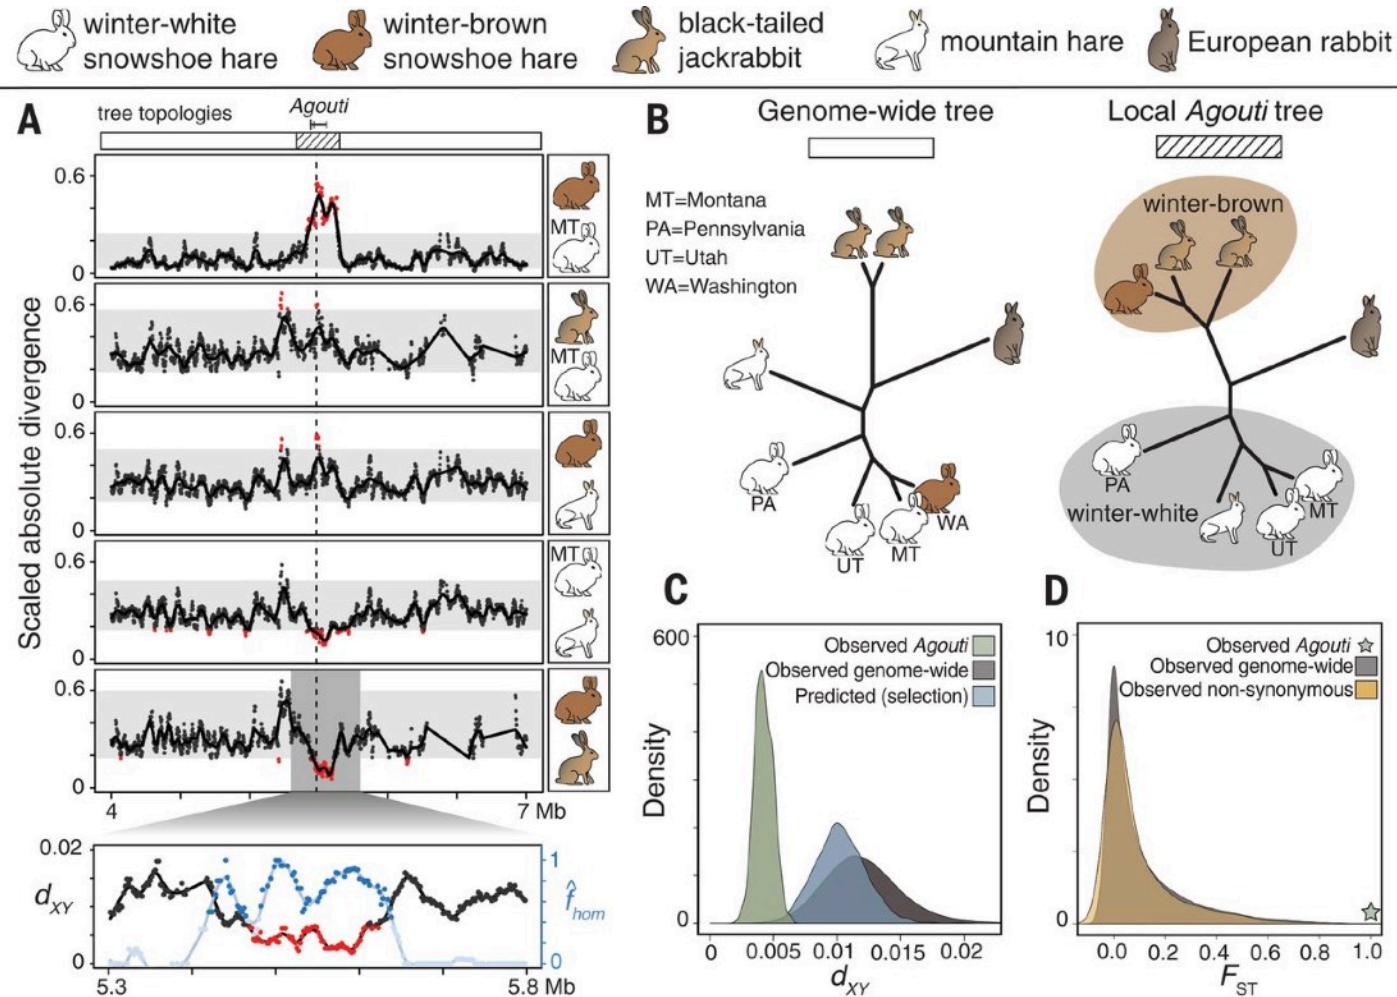 winter-white
snowshoe hare
winter-brown
snowshoe hare
black-tailed
jackrabbit
mountain hare
European rabbit
A
tree topologies
Agouti
Scaled absolute divergence
0.6
0
MT
0.6
0
MT
0.6
0
0.6
0
MT
0.6
0
4
7 Mb
0.02
0
dXY
1
0
f̂hom
5.3
5.8 Mb
B
Genome-wide tree
Local Agouti tree
MT=Montana
PA=Pennsylvania
UT=Utah
WA=Washington
PA
UT
MT
WA
winter-brown
winter-white
PA
UT
MT
C
600
0
Density
Observed Agouti
Observed genome-wide
Predicted (selection)
0
0.005
0.01
0.015
0.02
dXY
D
10
0
Density
Observed Agouti
Observed genome-wide
Observed non-synonymous
0.0
0.2
0.4
0.6
0.8
1.0
FST